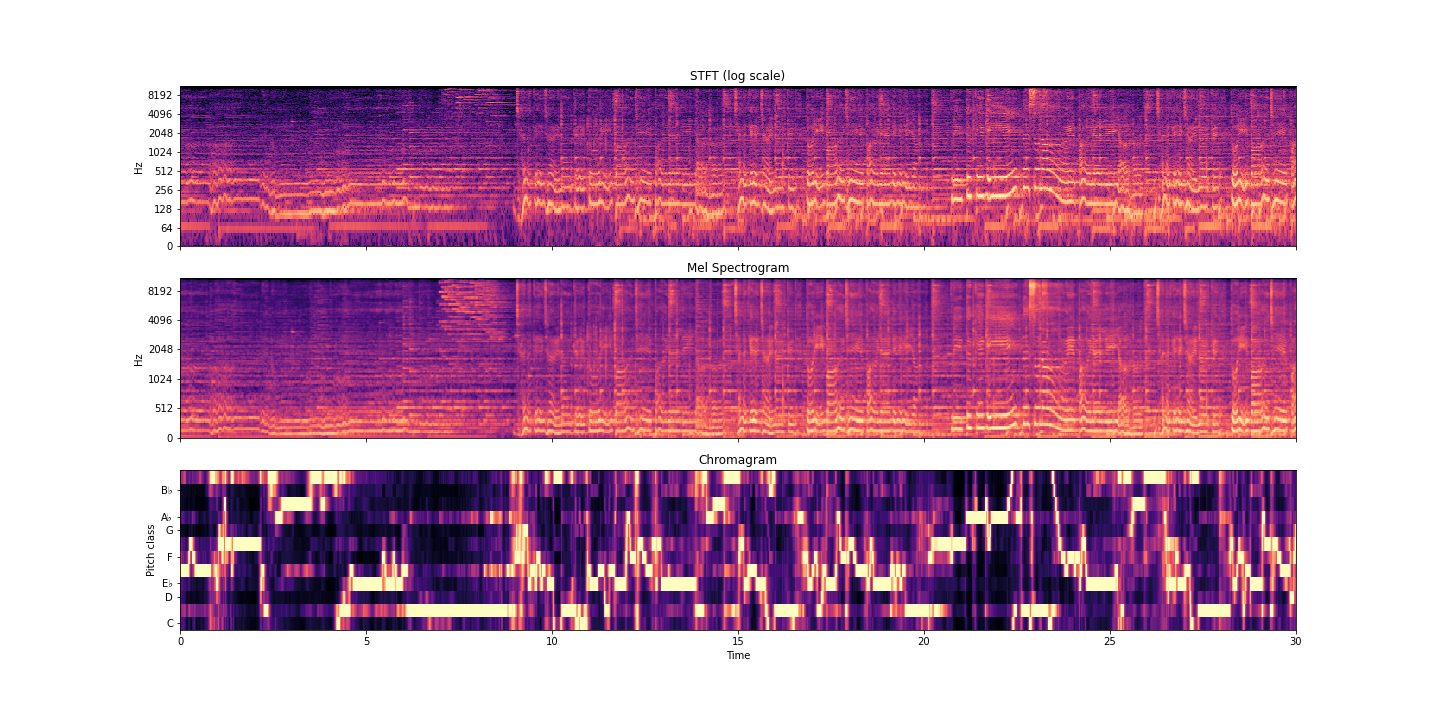 STFT (log scale)
8192
4096
2048
1024
512
256
128
64
0
Hz
Mel Spectrogram
8192
4096
2048
1024
512
0
Hz
Chromagram
B♭
A♭
G
F
E♭
D
C
Pitch class
0 5 10 15 20 25 30
Time